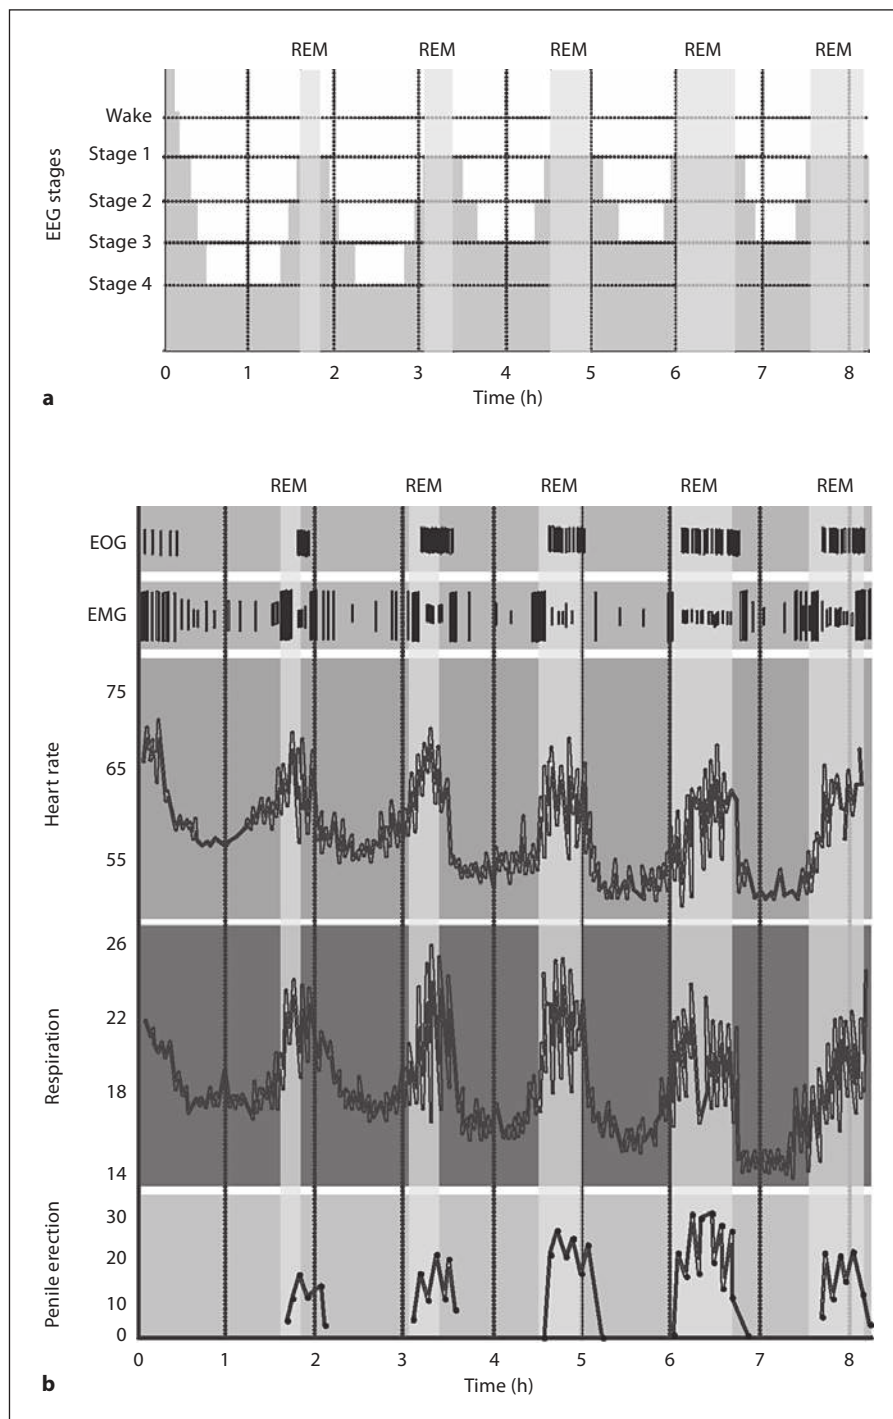 REM REM REM REM REM
Wake
Stage 1
Stage 2
Stage 3
Stage 4
EEG stages
0 1 2 3 4 5 6 7 8
Time (h)
a
REM REM REM REM REM
EOG
EMG
75
65
55
Heart rate
26
22
18
14
Respiration
30
20
10
0
Penile erection
0 1 2 3 4 5 6 7 8
Time (h)
b